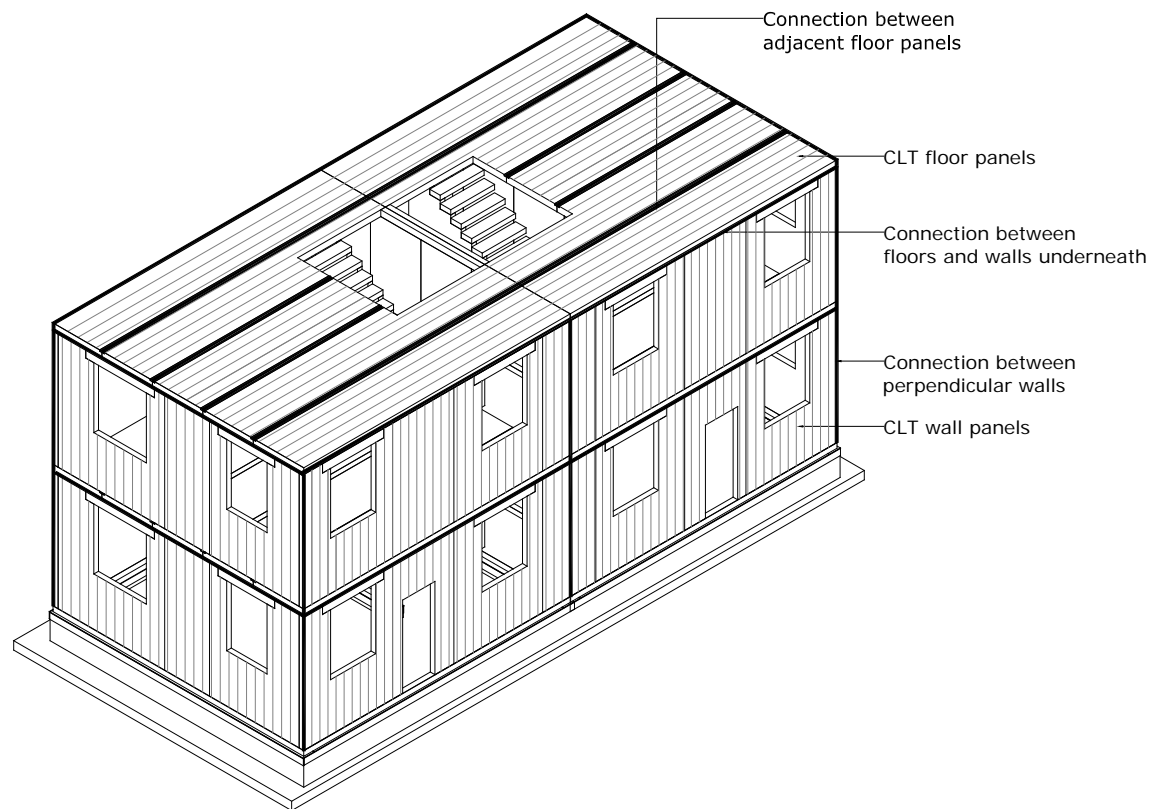 Connection between
adjacent floor panels
CLT floor panels
Connection between
floors and walls underneath
Connection between
perpendicular walls
CLT wall panels